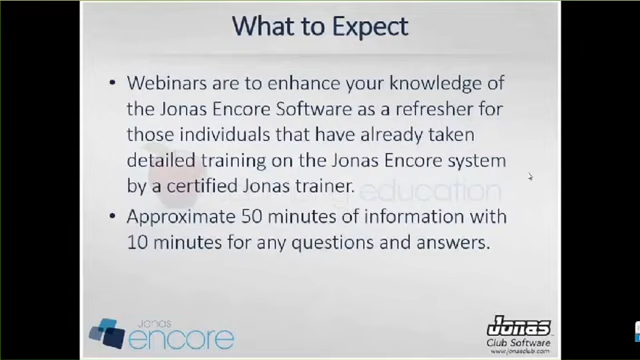 What to Expect
• Webinars are to enhance your knowledge of
the Jonas Encore Software as a refresher for
those individuals that have already taken
detailed training on the Jonas Encore system
by a certified Jonas trainer.
education
• Approximate 50 minutes of information with
10 minutes for any questions and answers.
Jonas
encore
Jonas
Club Software
www.jonasclub.com